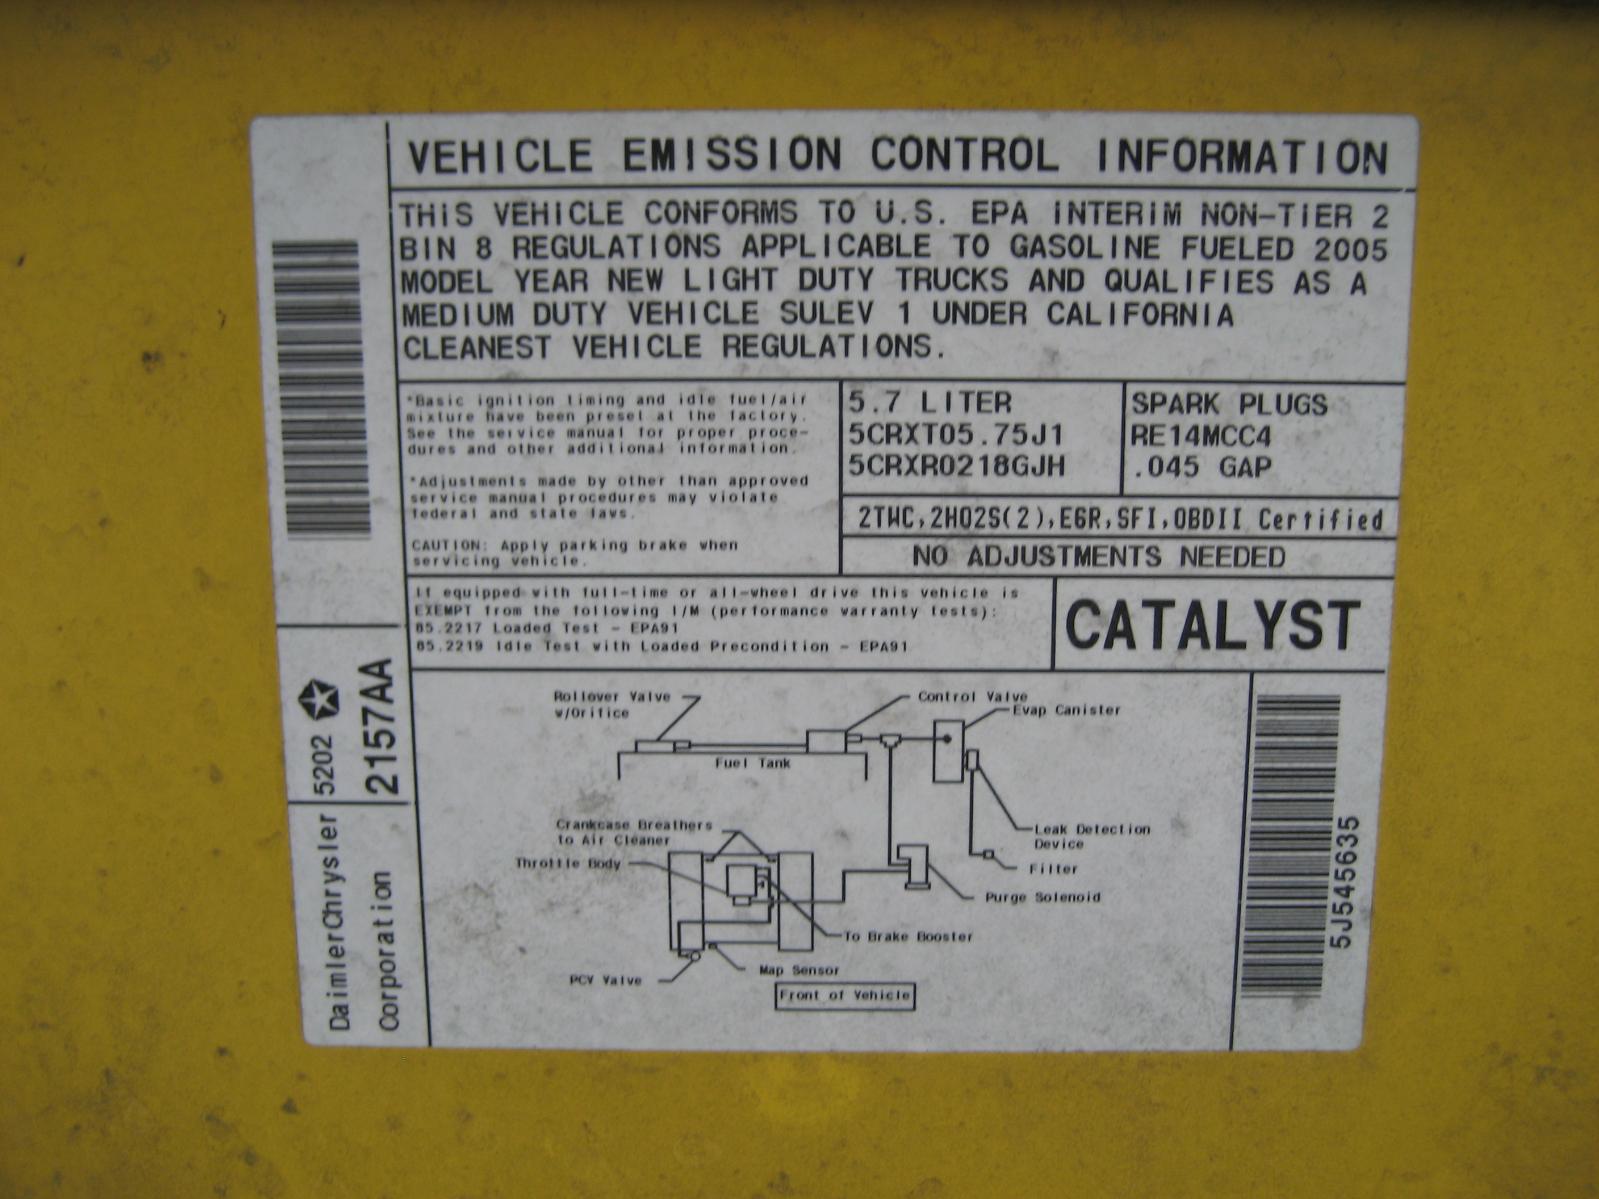 VEHICLE EMISSION CONTROL INFORMATION
THIS VEHICLE CONFORMS TO U.S. EPA INTERIM NON-TIER 2
BIN 8 REGULATIONS APPLICABLE TO GASOLINE FUELED 2005
MODEL YEAR NEW LIGHT DUTY TRUCKS AND QUALIFIES AS A
MEDIUM DUTY VEHICLE SULEV 1 UNDER CALIFORNIA
CLEANEST VEHICLE REGULATIONS.
*Basic ignition timing and idle fuel/air
mixture have been preset at the factory.
See the service manual for proper proce-
dures and other additional information.
*Adjustments made by other than approved
service manual procedures may violate
federal and state laws.
CAUTION: Apply parking brake when
servicing vehicle.
5.7 LITER
5CRXT05.75J1
5CRXR0218GJH
SPARK PLUGS
RE14MCC4
.045 GAP
2TWC,2HO2S(2),EGR,SFI,OBDII Certified
NO ADJUSTMENTS NEEDED
If equipped with full-time or all-wheel drive this vehicle is
EXEMPT from the following I/M (performance warranty tests):
85.2217 Loaded Test - EPA91
85.2219 Idle Test with Loaded Precondition - EPA91
CATALYST
Rollover Valve
w/Orifice
Control Valve
Evap Canister
Fuel Tank
Crankcase Breathers
to Air Cleaner
Throttle Body
Leak Detection
Device
Filter
Purge Solenoid
To Brake Booster
Map Sensor
PCV Valve
Front of Vehicle
DaimlerChrysler
Corporation
5202
2157AA
5J545635